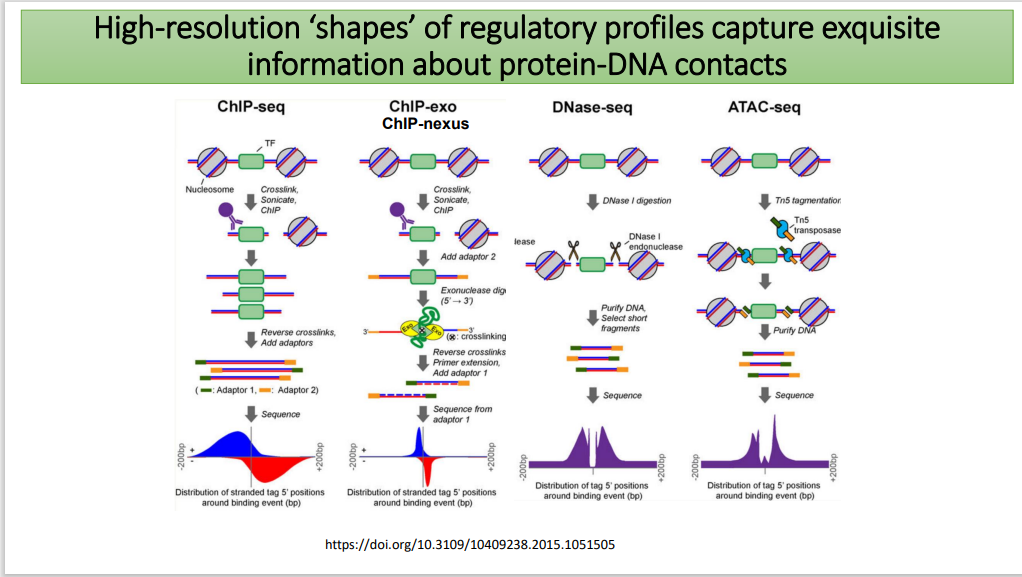 High-resolution ‘shapes’ of regulatory profiles capture exquisite
information about protein-DNA contacts
ChIP-seq
TF
Nucleosome
Crosslink,
Sonicate,
ChIP
Reverse crosslinks,
Add adaptors
( : Adaptor 1, : Adaptor 2)
Sequence
+
-
-200bp
+200bp
Distribution of stranded tag 5' positions
around binding event (bp)
ChIP-exo
ChIP-nexus
Crosslink,
Sonicate,
ChIP
Add adaptor 2
Exonuclease dig
(5' → 3')
3'
Exo
Exo
3'
( : crosslinking
Reverse crosslinks
Primer extension,
Add adaptor 1
Sequence from
adaptor 1
+
-
-200bp
+200bp
Distribution of stranded tag 5' positions
around binding event (bp)
DNase-seq
DNase I digestion
lease
DNase I
endonuclease
Purify DNA,
Select short
fragments
Sequence
-200bp
+200bp
Distribution of tag 5' positions
around binding event (bp)
ATAC-seq
Tn5 tagmentation
Tn5
transposase
Purify DNA
Sequence
-200bp
+200bp
Distribution of tag 5' positions
around binding event (bp)
https://doi.org/10.3109/10409238.2015.1051505